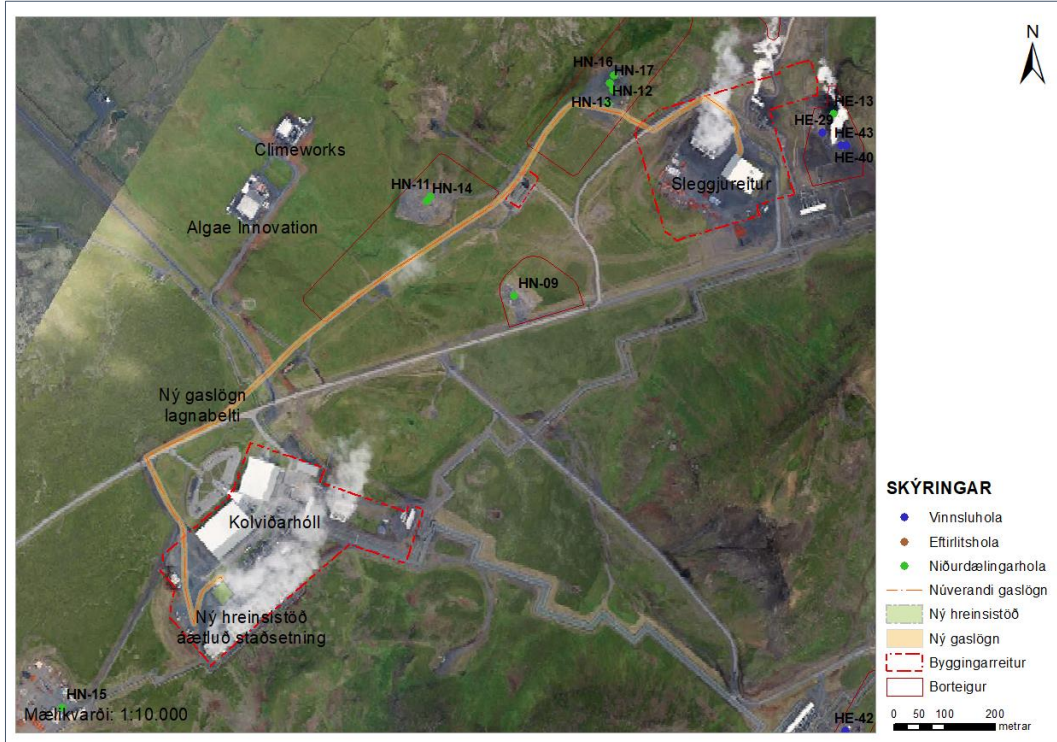 N
HN-16
HN-17
HN-12
HN-13
HE-13
HE-29
HE-43
HE-40
Climeworks
Sleggjureitur
HN-11
HN-14
Algae Innovation
HN-09
Ný gaslögn
lagnabelti
Kolviðarhóll
Ný hreinsistöð
áætluð staðsetning
HN-15
Mælikvarði: 1:10.000
HE-42
SKÝRINGAR
Vinnsluhola
Eftirlitshola
Niðurdælingarhola
Núverandi gaslögn
Ný hreinsistöð
Ný gaslögn
Byggingarreitur
Borteigur
0 50 100 200
metrar